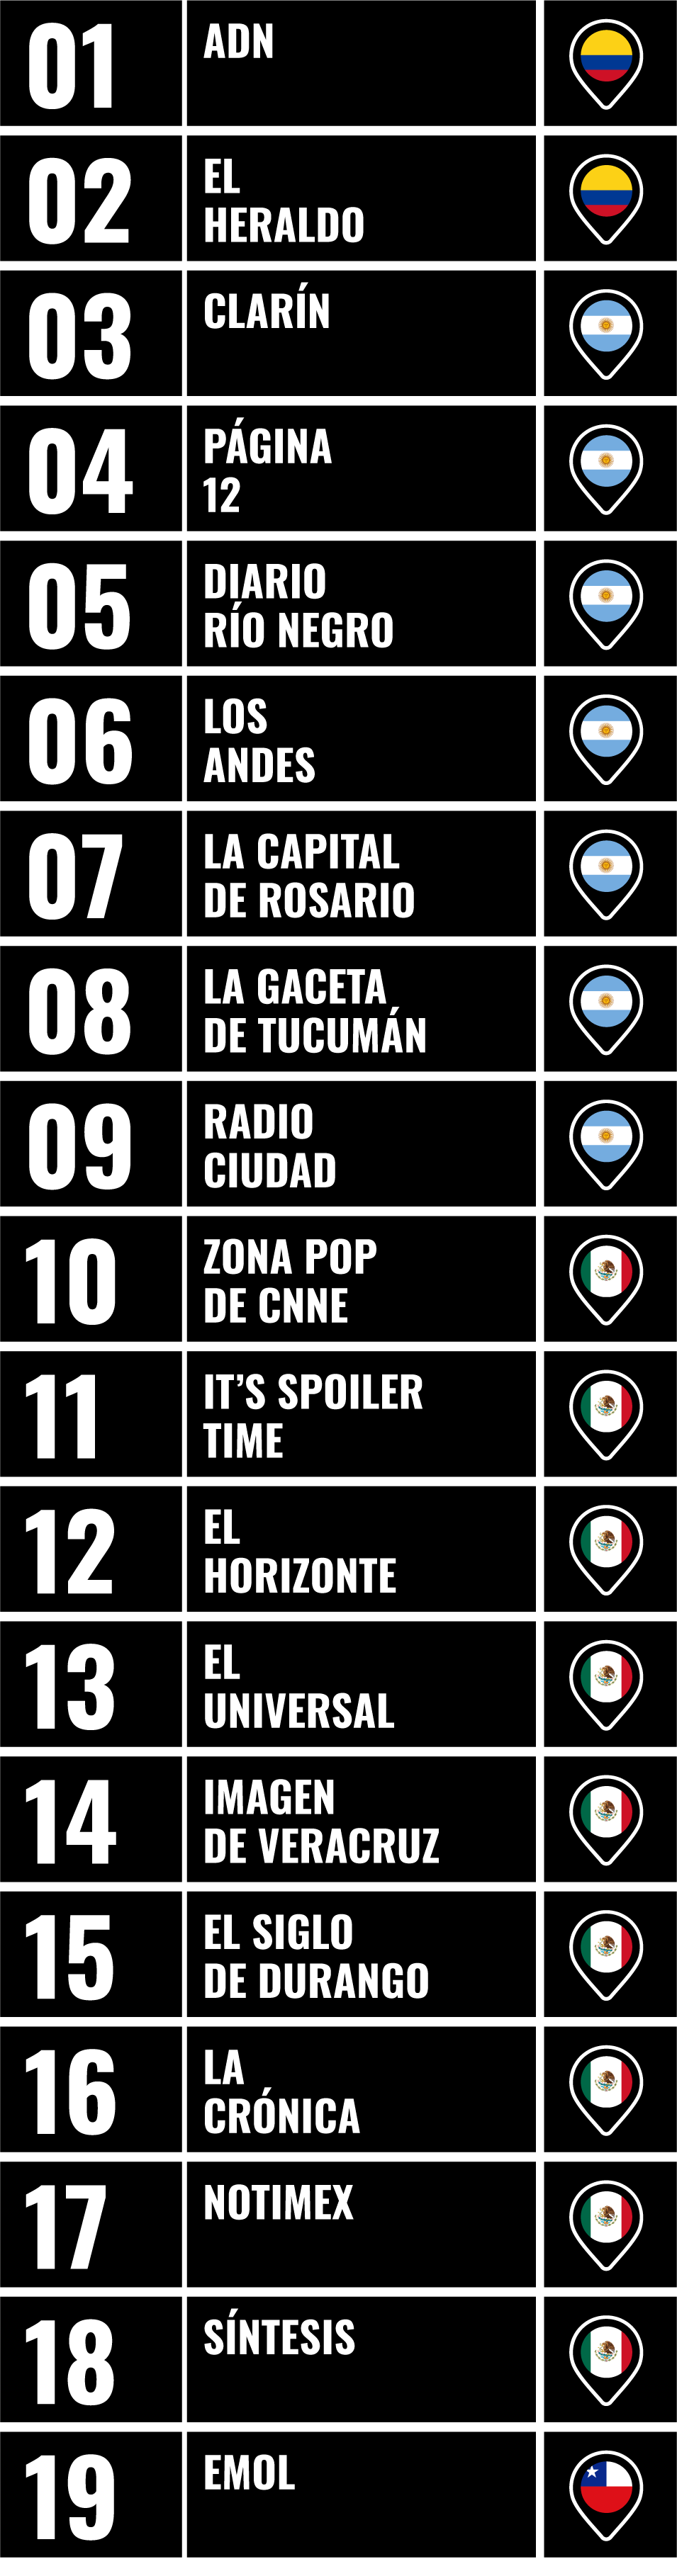 01
ADN
02
EL
HERALDO
03
CLARÍN
04
PÁGINA
12
05
DIARIO
RÍO NEGRO
06
LOS
ANDES
07
LA CAPITAL
DE ROSARIO
08
LA GACETA
DE TUCUMÁN
09
RADIO
CIUDAD
10
ZONA POP
DE CNNE
11
IT’S SPOILER
TIME
12
EL
HORIZONTE
13
EL
UNIVERSAL
14
IMAGEN
DE VERACRUZ
15
EL SIGLO
DE DURANGO
16
LA
CRÓNICA
17
NOTIMEX
18
SÍNTESIS
19
EMOL